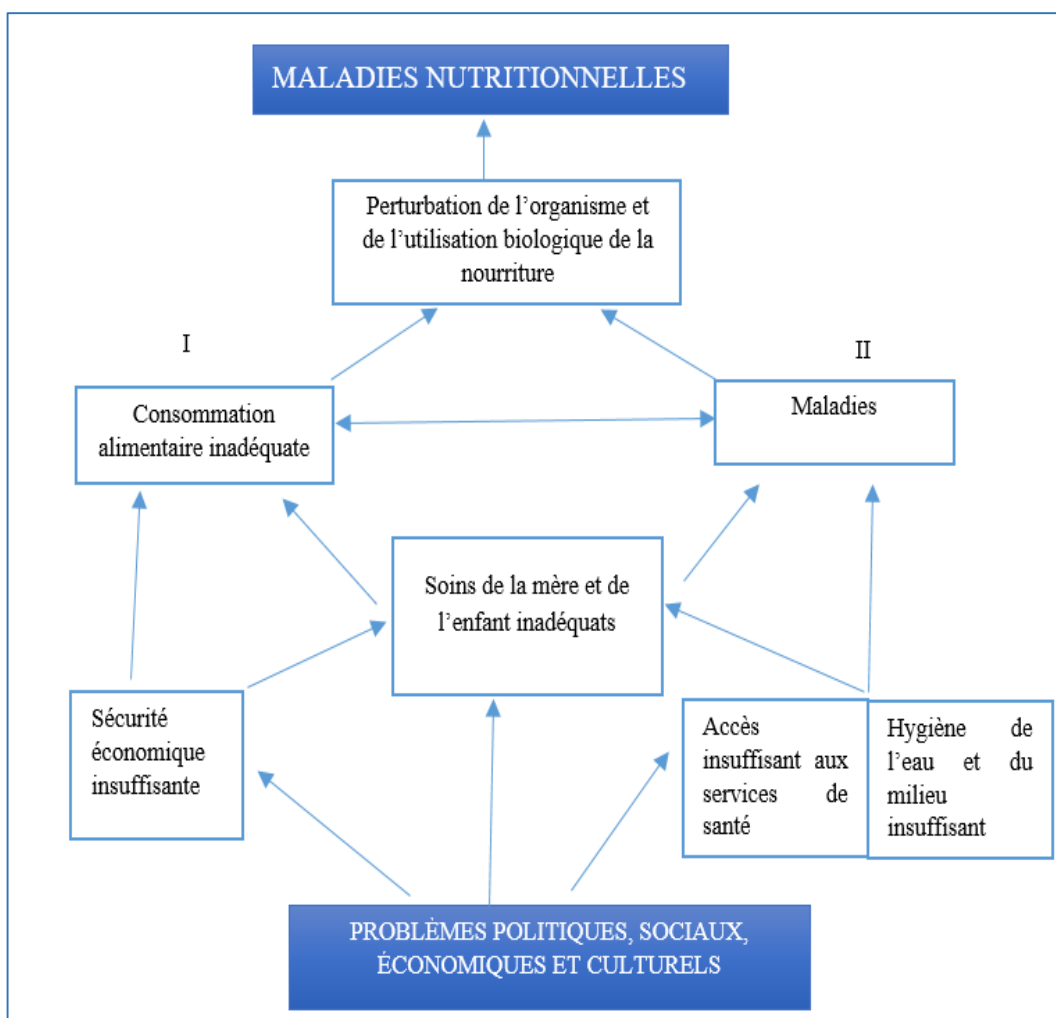 MALADIES NUTRITIONNELLES
Perturbation de l’organisme et
de l’utilisation biologique de la
nourriture
I
II
Consommation
alimentaire inadéquate
Maladies
Soins de la mère et de
l’enfant inadéquats
Sécurité
économique
insuffisante
Accès
insuffisant aux
services de
santé
Hygiène de
l’eau et du
milieu
insuffisant
PROBLÈMES POLITIQUES, SOCIAUX,
ÉCONOMIQUES ET CULTURELS